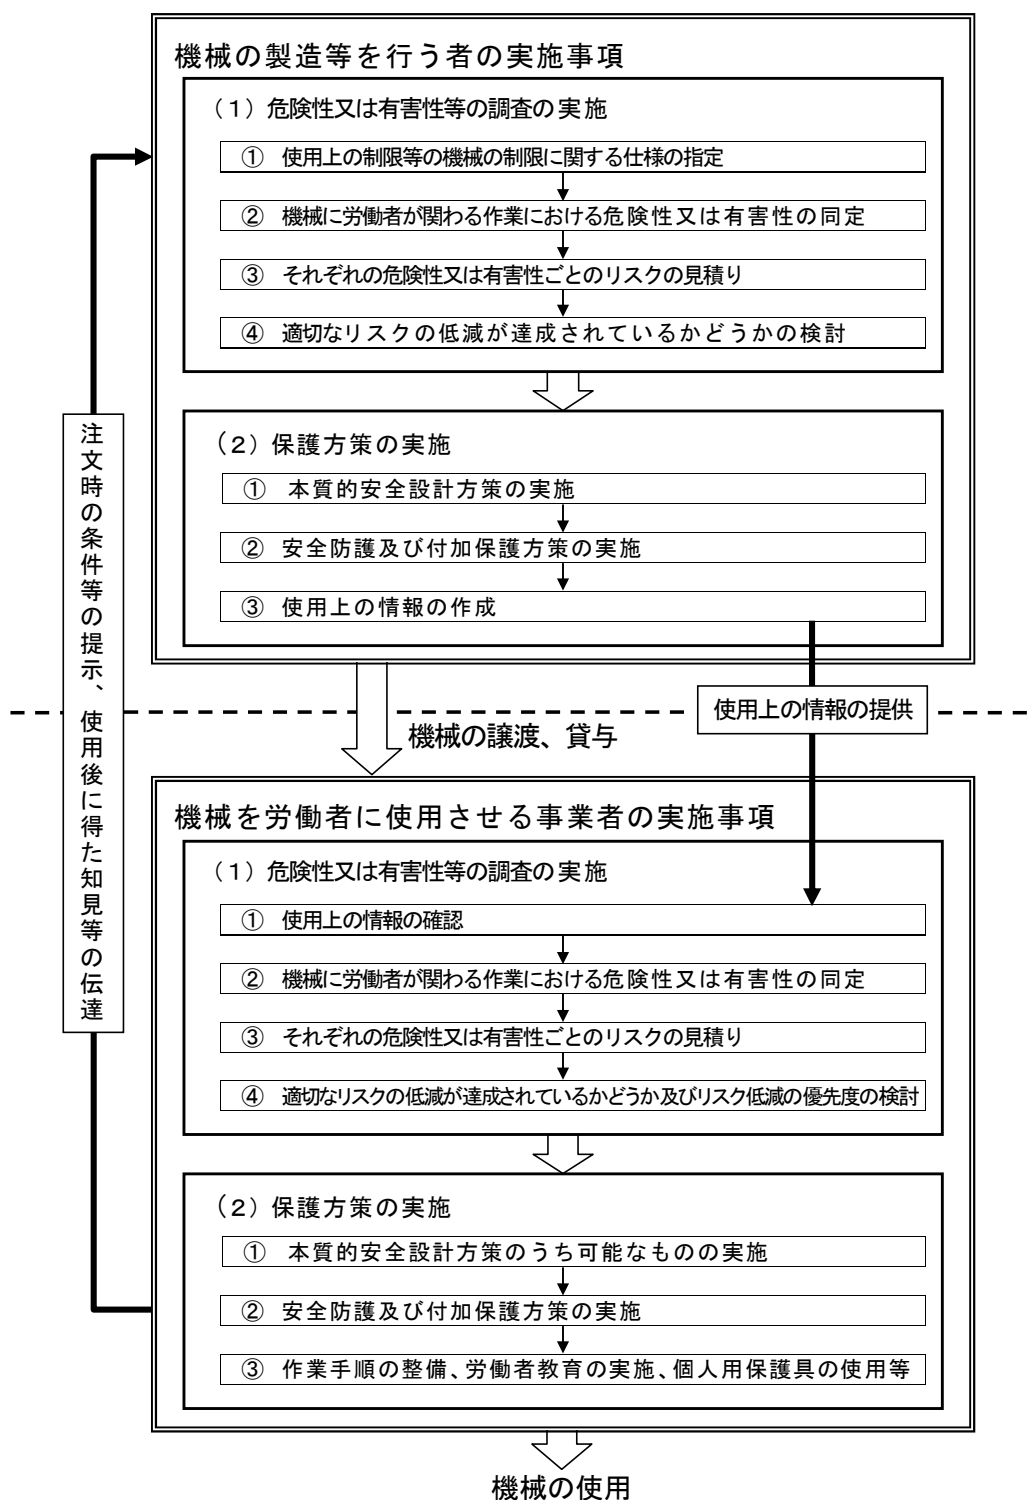 機械の製造等を行う者の実施事項
(1)危険性又は有害性等の調査の実施
① 使用上の制限等の機械の制限に関する仕様の指定
② 機械に労働者が関わる作業における危険性又は有害性の同定
③ それぞれの危険性又は有害性ごとのリスクの見積り
④ 適切なリスクの低減が達成されているかどうかの検討
(2)保護方策の実施
① 本質的安全設計方策の実施
② 安全防護及び付加保護方策の実施
③ 使用上の情報の作成
注文時の条件等の提示、使用後に得た知見等の伝達
使用上の情報の提供
機械の譲渡、貸与
機械を労働者に使用させる事業者の実施事項
(1)危険性又は有害性等の調査の実施
① 使用上の情報の確認
② 機械に労働者が関わる作業における危険性又は有害性の同定
③ それぞれの危険性又は有害性ごとのリスクの見積り
④ 適切なリスクの低減が達成されているかどうか及びリスク低減の優先度の検討
(2)保護方策の実施
① 本質的安全設計方策のうち可能なものの実施
② 安全防護及び付加保護方策の実施
③ 作業手順の整備、労働者教育の実施、個人用保護具の使用等
機械の使用